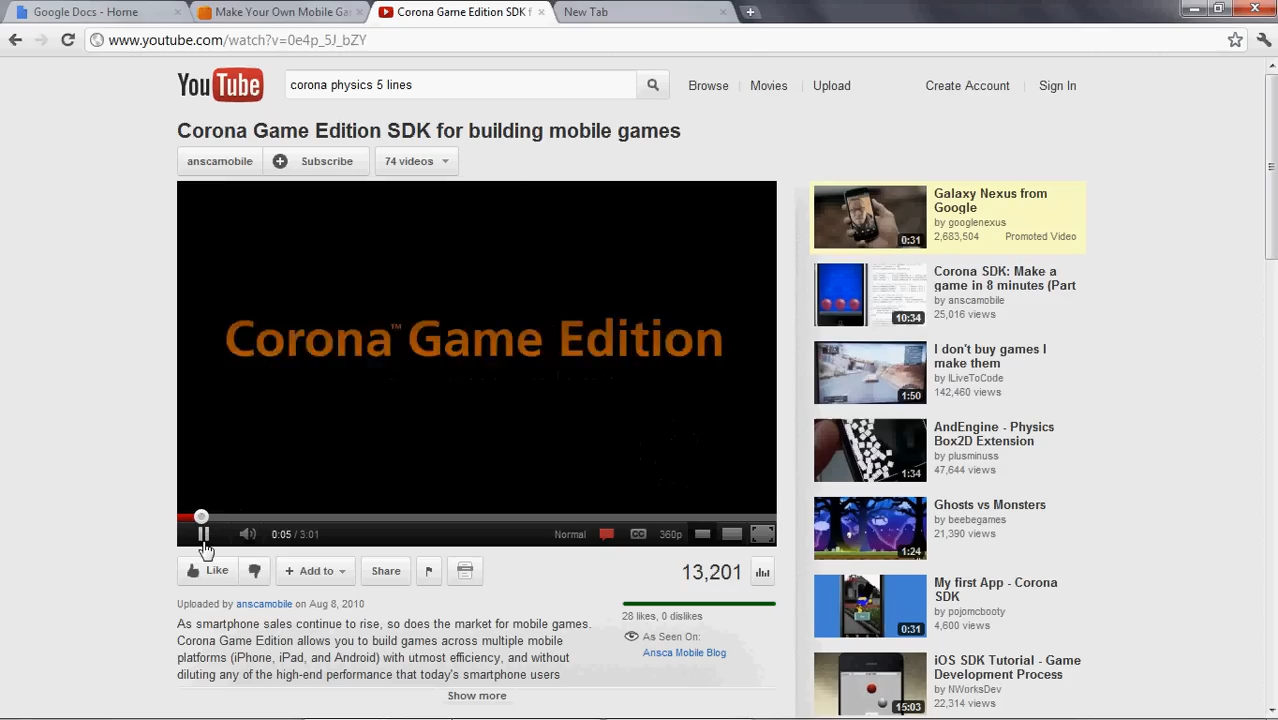 Google Docs - Home
Make Your Own Mobile Ga
Corona Game Edition SDK f
New Tab
www.youtube.com/watch?v=0e4p_5J_bZY
YouTube
corona physics 5 lines
Browse
Movies
Upload
Create Account
Sign In
Corona Game Edition SDK for building mobile games
anscamobile
Subscribe
74 videos
Corona™ Game Edition
0:05 / 3:01
Normal
CC
360p
Like
Add to
Share
13,201
Uploaded by anscamobile on Aug 8, 2010
As smartphone sales continue to rise, so does the market for mobile games.
Corona Game Edition allows you to build games across multiple mobile
platforms (iPhone, iPad, and Android) with utmost efficiency, and without
diluting any of the high-end performance that today's smartphone users
Show more
28 likes, 0 dislikes
As Seen On:
Ansca Mobile Blog
0:31
Galaxy Nexus from
Google
by googlenexus
2,683,504
Promoted Video
10:34
Corona SDK: Make a
game in 8 minutes (Part
by anscamobile
25,016 views
1:50
I don't buy games I
make them
by ILiveToCode
142,460 views
1:34
AndEngine - Physics
Box2D Extension
by plusminuss
47,644 views
1:24
Ghosts vs Monsters
by beebegames
21,390 views
0:31
My first App - Corona
SDK
by pojomcbooty
4,600 views
15:03
iOS SDK Tutorial - Game
Development Process
by NWorksDev
22,314 views